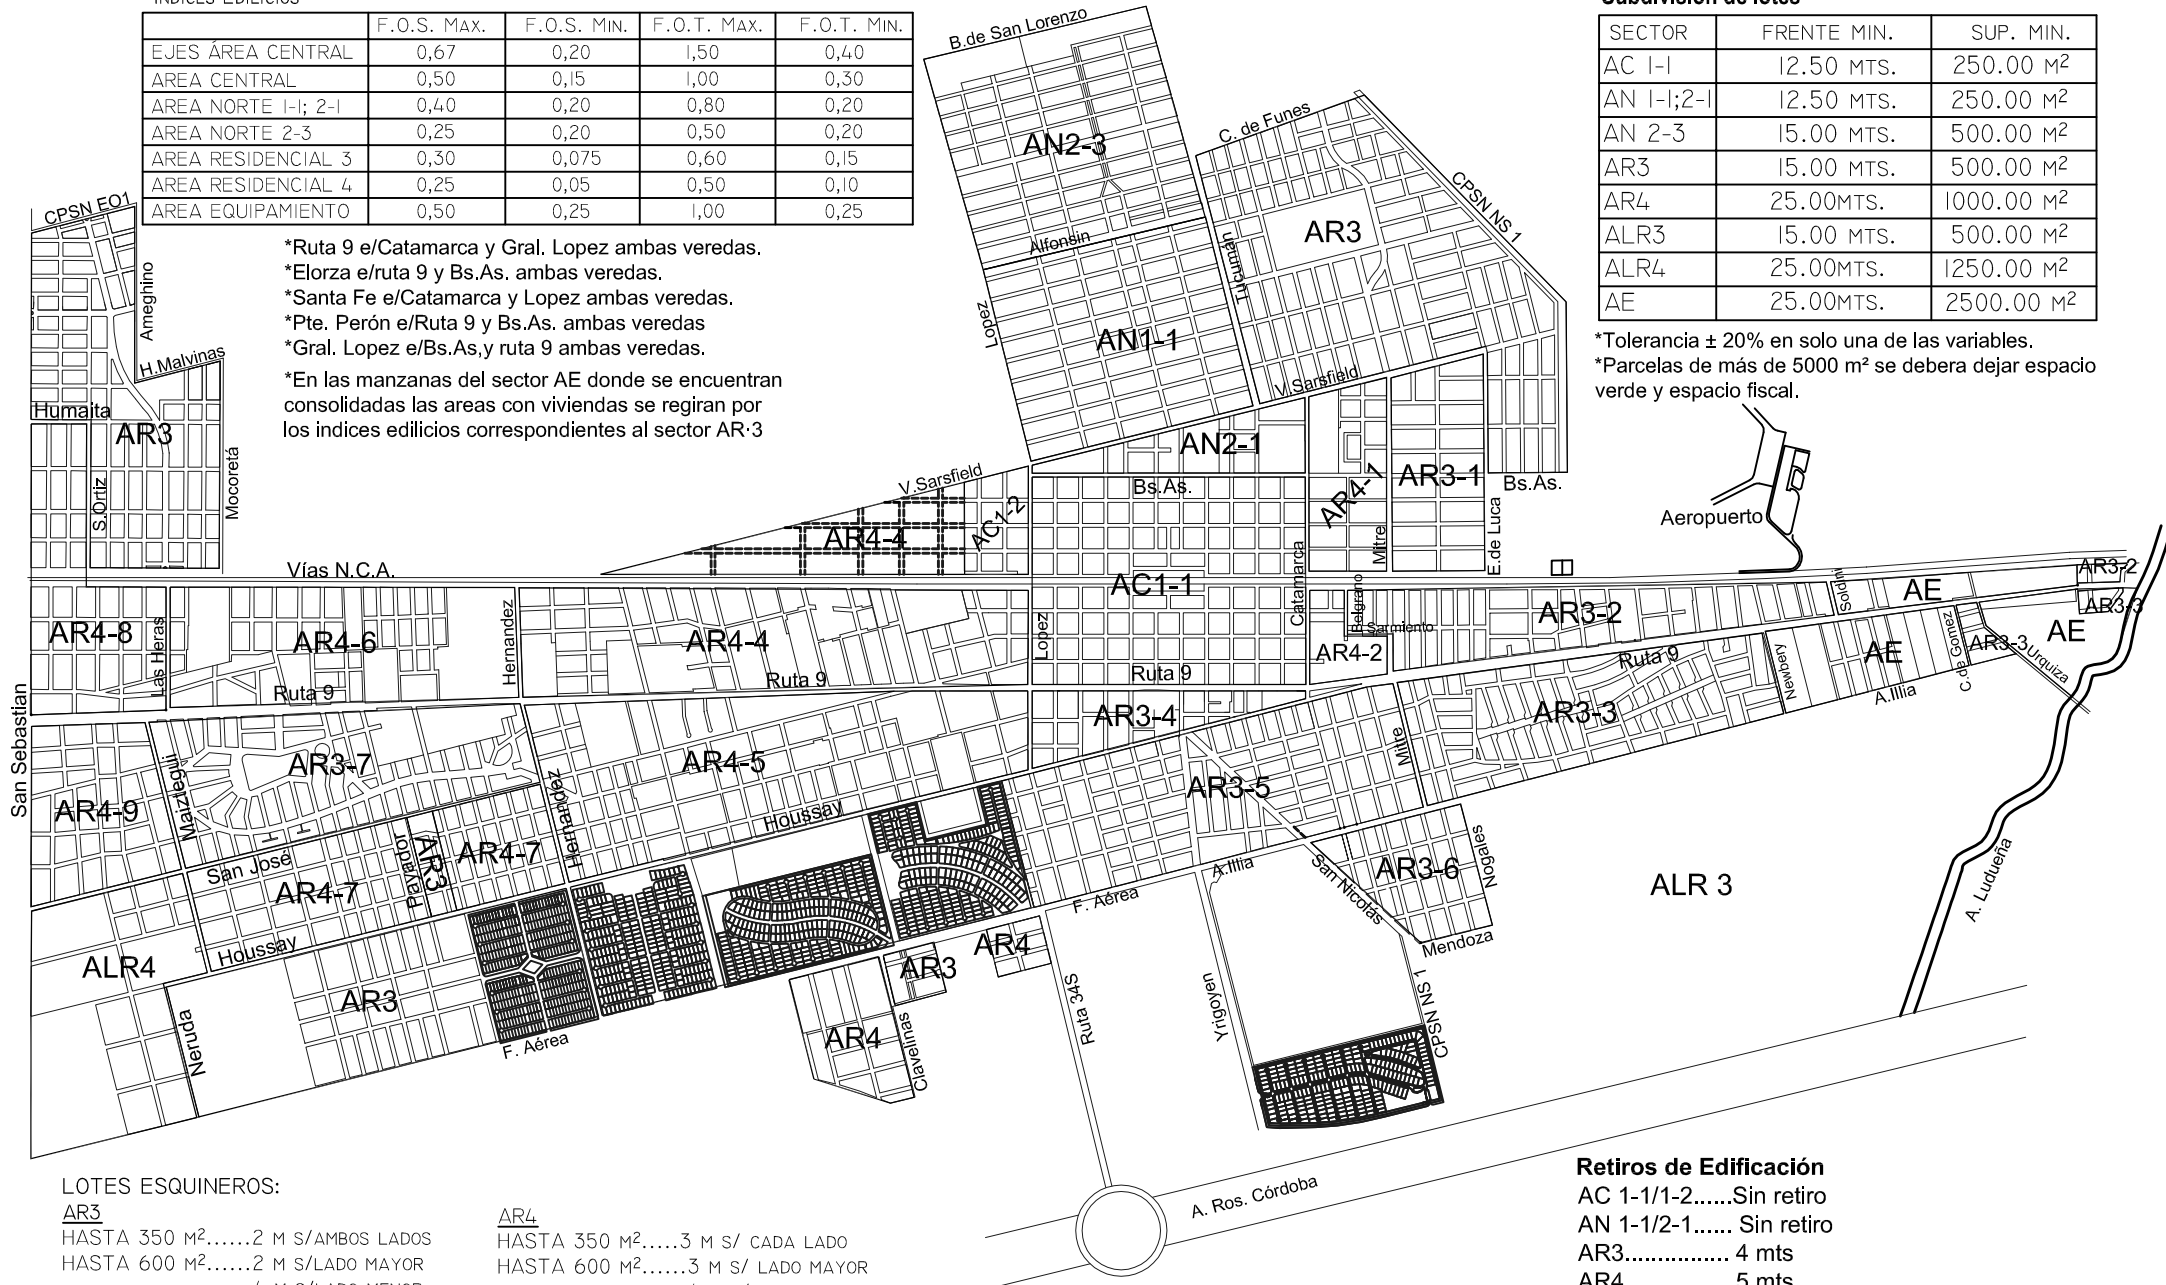 INDICES EDILICIOS
F.O.S. MAX. F.O.S. MIN. F.O.T. MAX. F.O.T. MIN.
EJES ÁREA CENTRAL 0,67 0,20 1,50 0,40
AREA CENTRAL 0,50 0,15 1,00 0,30
AREA NORTE 1-1; 2-1 0,40 0,20 0,80 0,20
AREA NORTE 2-3 0,25 0,20 0,50 0,20
AREA RESIDENCIAL 3 0,30 0,075 0,60 0,15
AREA RESIDENCIAL 4 0,25 0,05 0,50 0,10
AREA EQUIPAMIENTO 0,50 0,25 1,00 0,25
*Ruta 9 e/Catamarca y Gral. Lopez ambas veredas.
*Elorza e/ruta 9 y Bs.As. ambas veredas.
*Santa Fe e/Catamarca y Lopez ambas veredas.
*Pte. Perón e/Ruta 9 y Bs.As. ambas veredas
*Gral. Lopez e/Bs.As,y ruta 9 ambas veredas.
*En las manzanas del sector AE donde se encuentran
consolidadas las areas con viviendas se regiran por
los indices edilicios correspondientes al sector AR·3
Subdivisión de lotes
SECTOR FRENTE MIN. SUP. MIN.
AC 1-1 12.50 MTS. 250.00 M²
AN 1-1;2-1 12.50 MTS. 250.00 M²
AN 2-3 15.00 MTS. 500.00 M²
AR3 15.00 MTS. 500.00 M²
AR4 25.00MTS. 1000.00 M²
ALR3 15.00 MTS. 500.00 M²
ALR4 25.00MTS. 1250.00 M²
AE 25.00MTS. 2500.00 M²
*Tolerancia ± 20% en solo una de las variables.
*Parcelas de más de 5000 m² se debera dejar espacio
verde y espacio fiscal.
B.de San Lorenzo
AN2-3
C. de Funes
CPSN NS 1
AR3
Alfonsin
Tucumán
Lopez
AN1-1
V.Sarsfield
CPSN EO1
Ameghino
H.Malvinas
Humaita
AR3
S.Ortiz
Mocoretá
AN2-1
V.Sarsfield
Bs.As.
AR4-1
AR3-1
Bs.As.
AC1-2
AR4-4
Mitre
E.de Luca
Aeropuerto
Vías N.C.A.
AC1-1
Catamarca
Belgrano
Sarmiento
AR3-2
Soldini
AE
AR3-2
AR3-3
AR4-8
Las Heras
AR4-6
Hernandez
AR4-4
Lopez
AR4-2
AE
C.de Gomez
AR3-3
Urquiza
AE
Ruta 9
Ruta 9
Ruta 9
Ruta 9
Newbery
A.Illia
San Sebastian
AR4-9
Maiztegui
AR3-7
Hernandez
AR4-5
AR3-4
AR3-5
Mitre
AR3-3
Houssay
San José
AR4-7
Payador
AR3
AR4-7
A.Illia
San Nicolás
AR3-6
Nogales
Mendoza
ALR 3
A. Ludueña
F. Aérea
ALR4
Houssay
AR3
Neruda
F. Aérea
AR4
AR3
Clavelinas
AR4
Ruta 34S
Yrigoyen
CPSN NS 1
A. Ros. Córdoba
LOTES ESQUINEROS:
AR3
HASTA 350 M²......2 M S/AMBOS LADOS
HASTA 600 M²......2 M S/LADO MAYOR
M S/LADO MENOR
AR4
HASTA 350 M².....3 M S/ CADA LADO
HASTA 600 M²......3 M S/ LADO MAYOR
Retiros de Edificación
AC 1-1/1-2......Sin retiro
AN 1-1/2-1...... Sin retiro
AR3.............. 4 mts
AR4.............. 5 mts